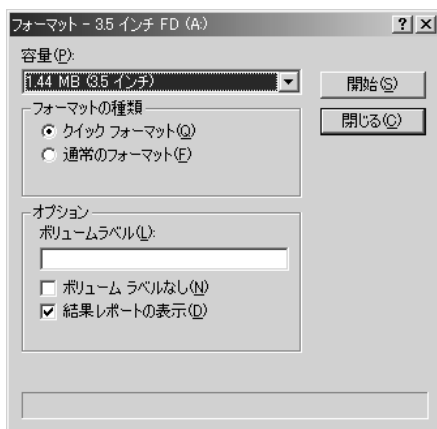 フォーマット - 3.5 インチ FD (A:)
容量(P):
1.44 MB (3.5 インチ)
開始(S)
閉じる(C)
フォーマットの種類
クイック フォーマット(Q)
通常のフォーマット(F)
オプション
ボリュームラベル(L):
ボリューム ラベルなし(N)
結果レポートの表示(D)